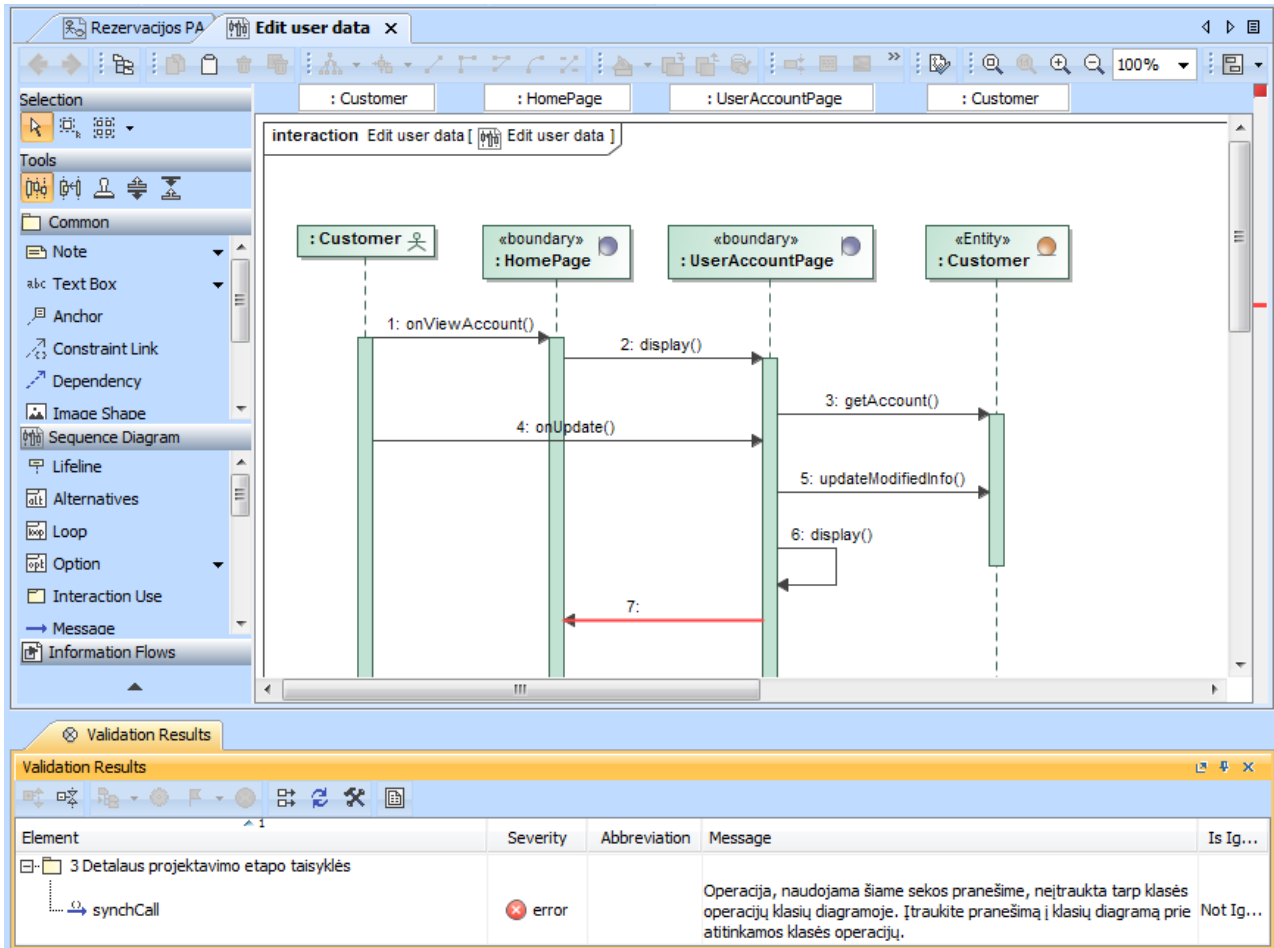 Rezervacijos PA
Edit user data
100%
Selection
: Customer
: HomePage
: UserAccountPage
: Customer
interaction Edit user data [ Edit user data ]
Tools
Common
Note
abc Text Box
Anchor
Constraint Link
Dependency
Image Shape
Sequence Diagram
Lifeline
alt Alternatives
loop Loop
opt Option
Interaction Use
Message
Information Flows
: Customer
«boundary»
: HomePage
«boundary»
: UserAccountPage
«Entity»
: Customer
1: onViewAccount()
2: display()
3: getAccount()
4: onUpdate()
5: updateModifiedInfo()
6: display()
7:
Validation Results
Validation Results
Element
1
Severity
Abbreviation
Message
Is Ig...
3 Detalaus projektavimo etapo taisyklės
synchCall
error
Operacija, naudojama šiame sekos pranešime, neįtraukta tarp klasės
operacijų klasių diagramoje. Įtraukite pranešimą į klasių diagramą prie
atitinkamos klasės operacijų.
Not Ig...